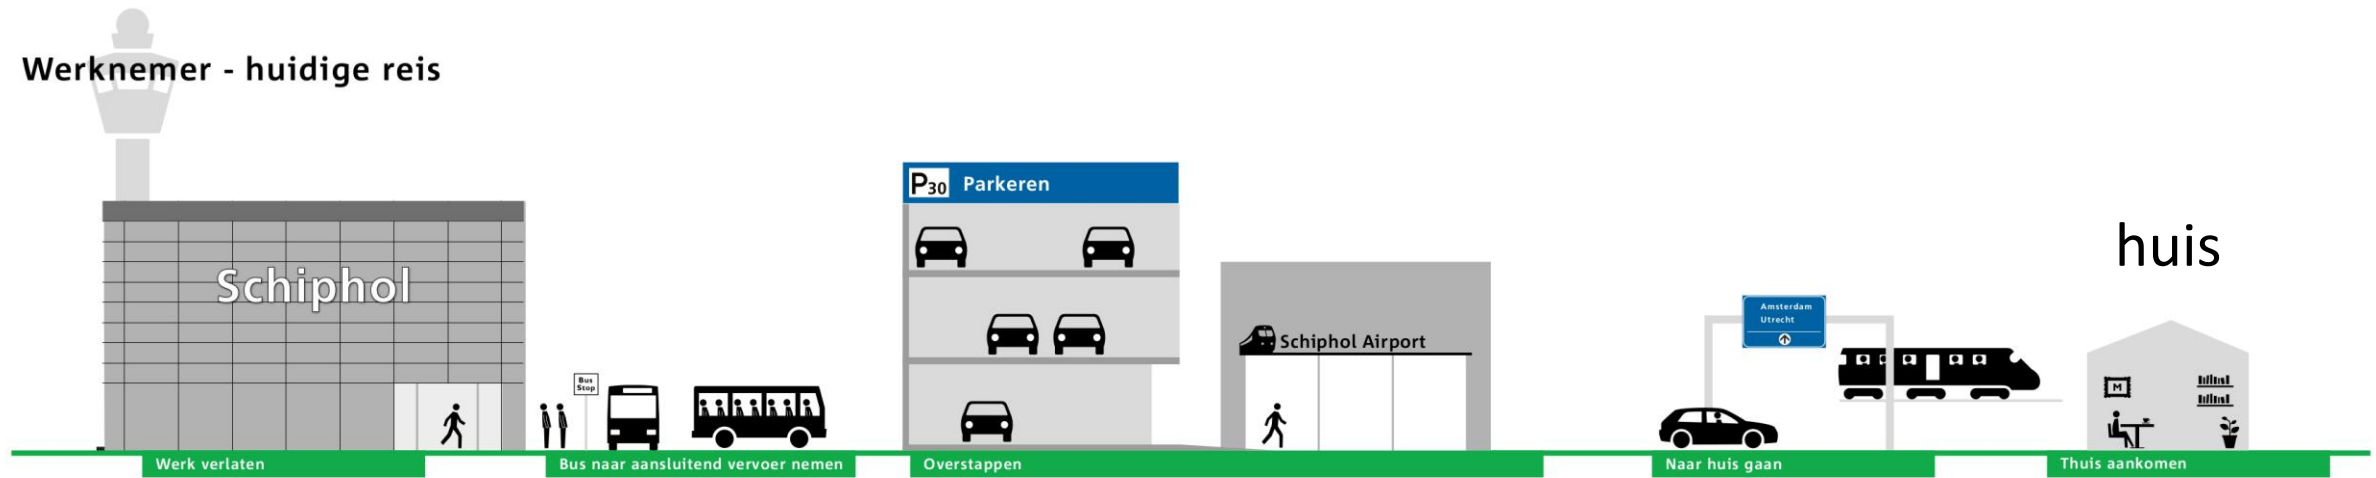 Werknemer - huidige reis
Schiphol
Bus
Stop
P30 Parkeren
Schiphol Airport
Amsterdam
Utrecht
huis
M
Werk verlaten
Bus naar aansluitend vervoer nemen
Overstappen
Naar huis gaan
Thuis aankomen